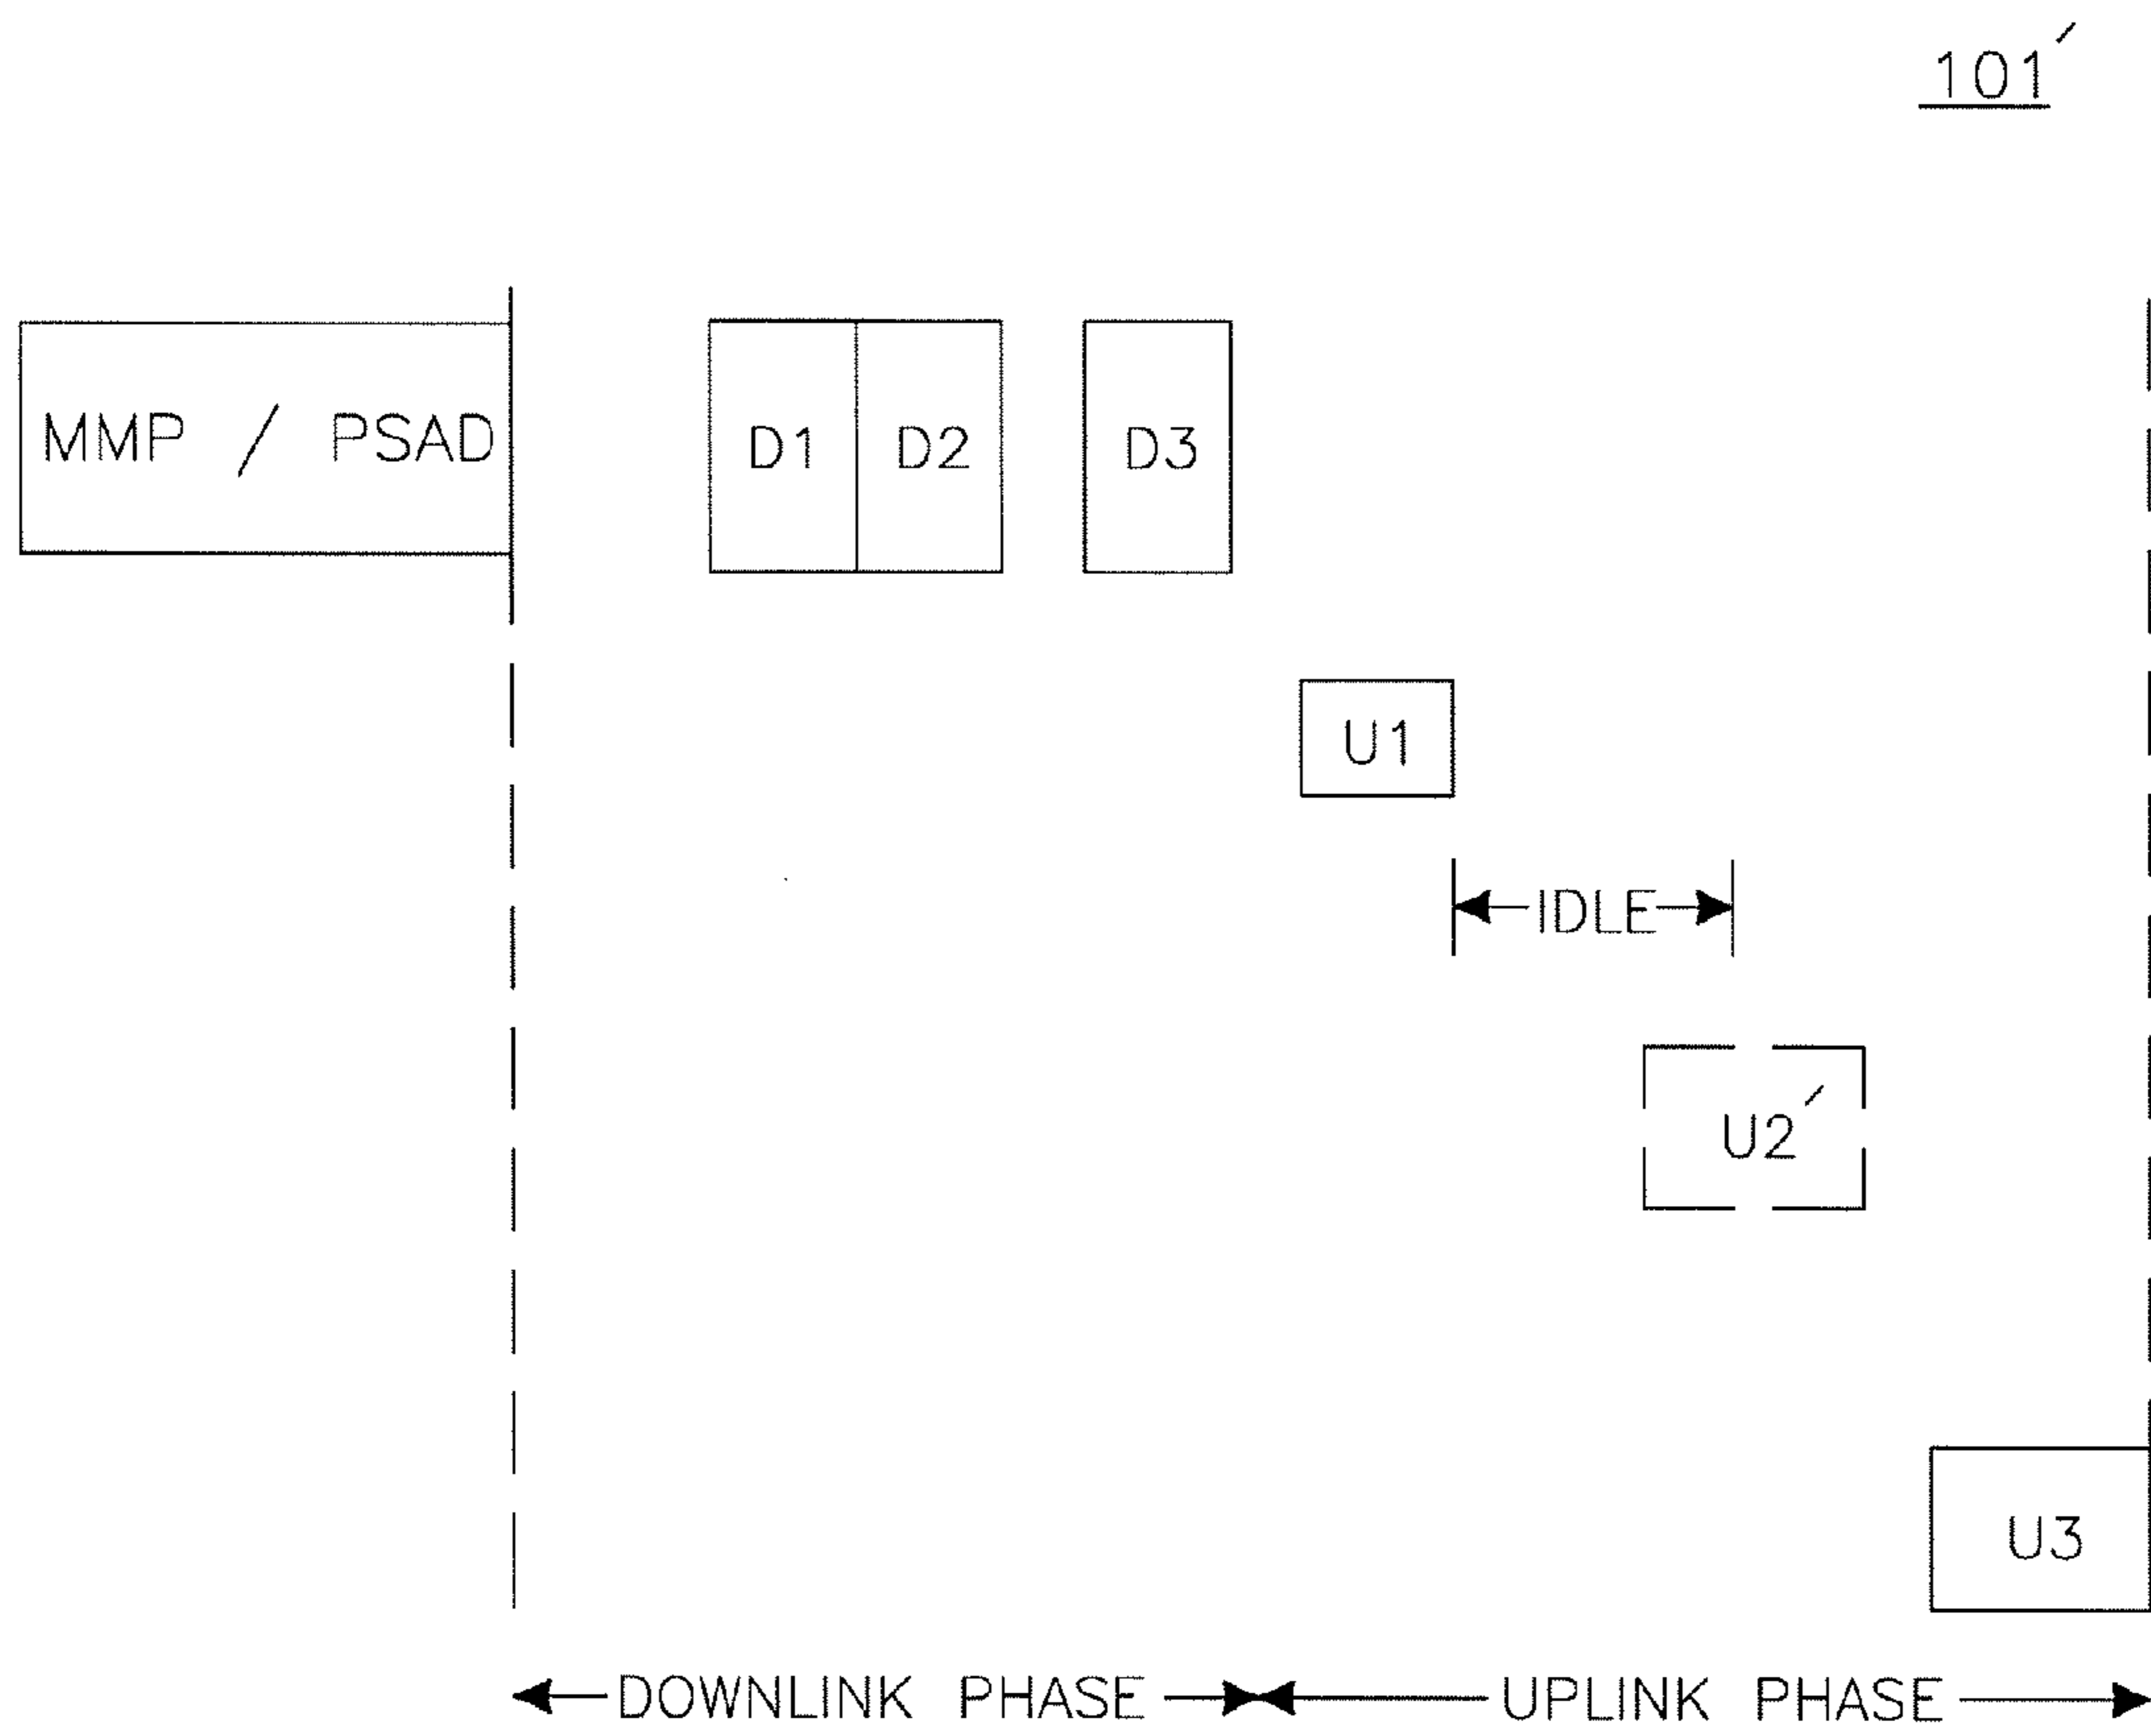 101′
MMP / PSAD
D1 D2 D3
U1
IDLE
U2′
U3
DOWNLINK PHASE UPLINK PHASE